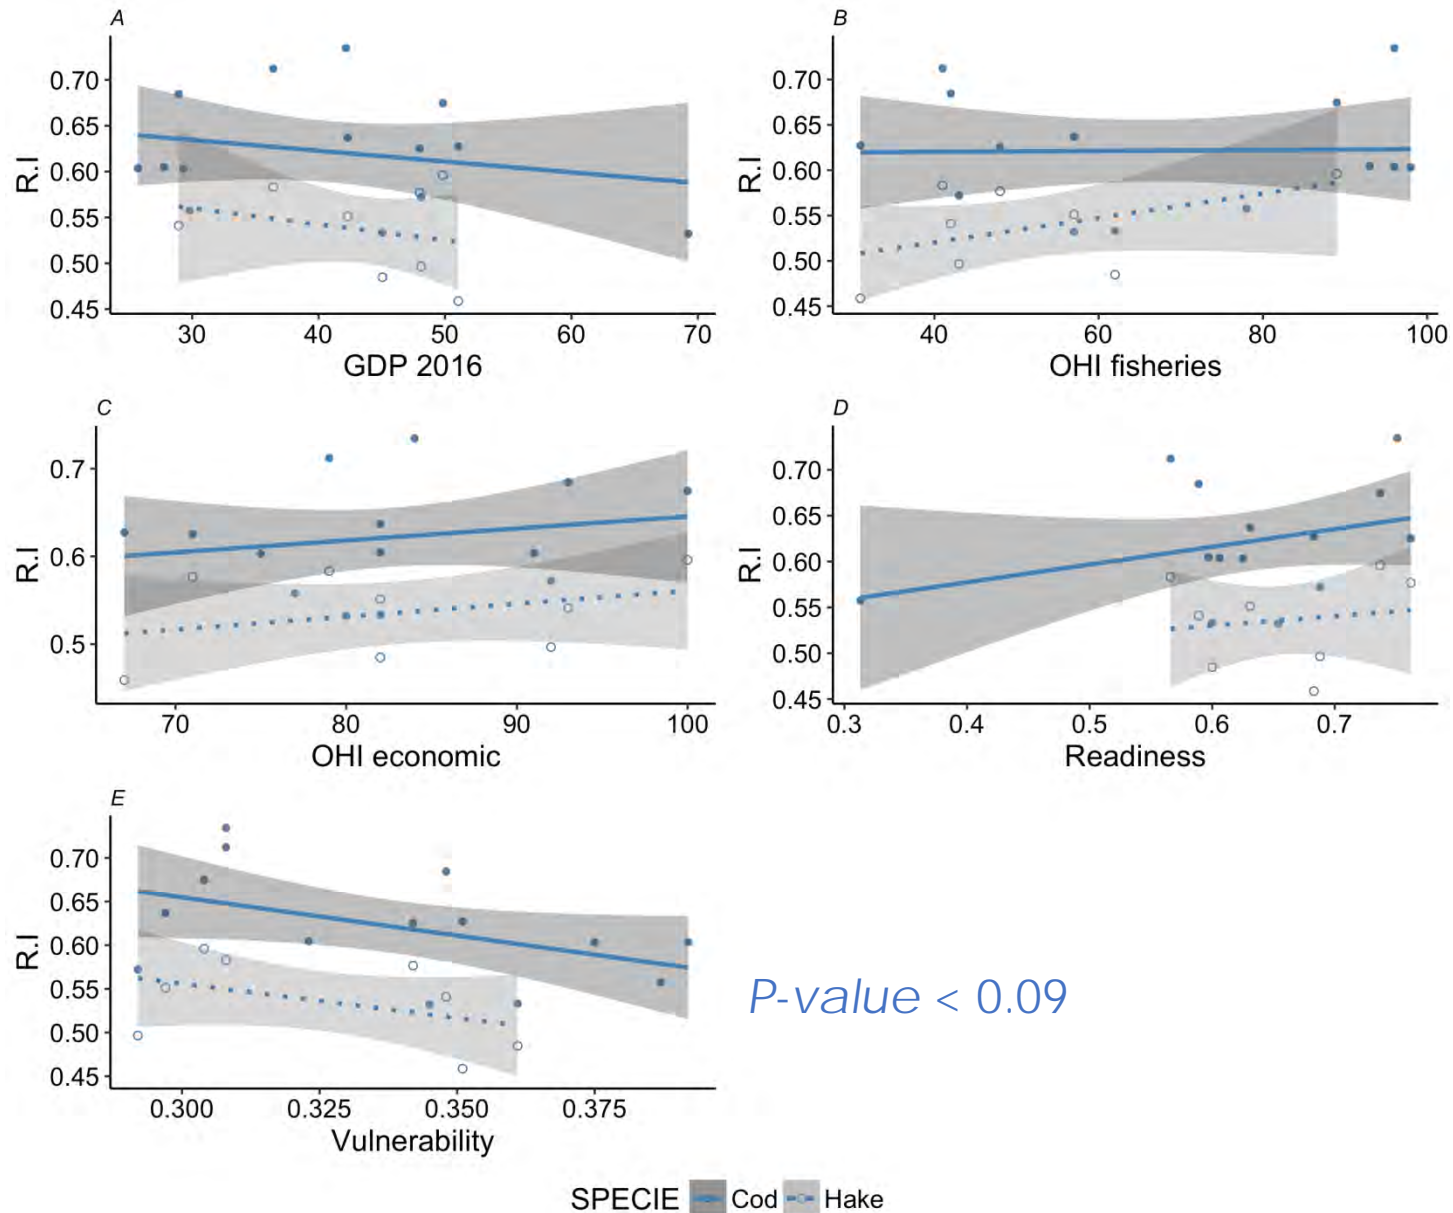 A
R.I
0.70
0.65
0.60
0.55
0.50
0.45
30 40 50 60 70
GDP 2016
B
R.I
0.70
0.65
0.60
0.55
0.50
0.45
40 60 80 100
OHI fisheries
C
R.I
0.7
0.6
0.5
70 80 90 100
OHI economic
D
R.I
0.70
0.65
0.60
0.55
0.50
0.45
0.3 0.4 0.5 0.6 0.7
Readiness
E
R.I
0.70
0.65
0.60
0.55
0.50
0.45
0.300 0.325 0.350 0.375
Vulnerability
P-value < 0.09
SPECIE Cod Hake